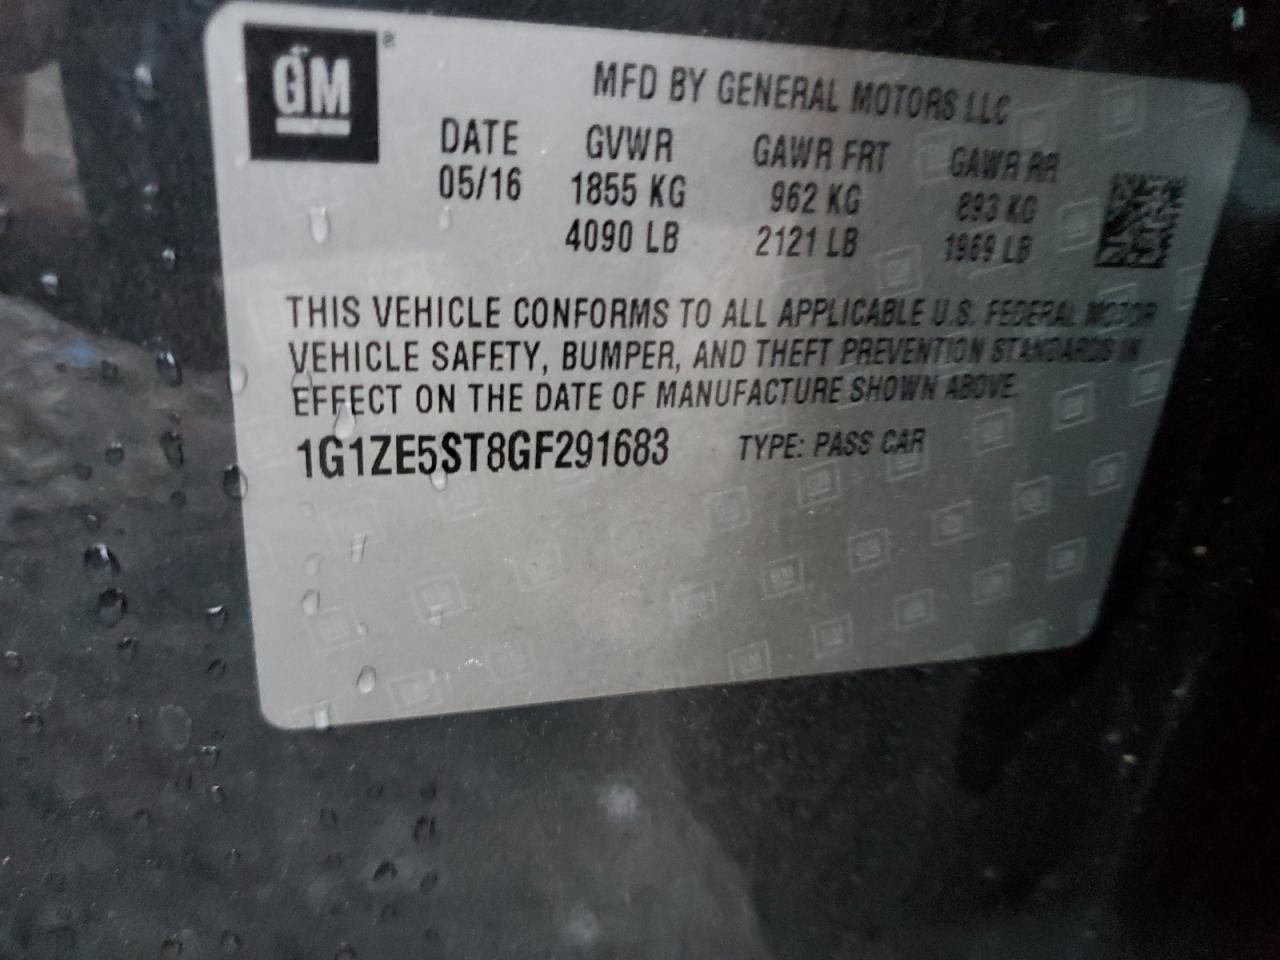 GM
MFD BY GENERAL MOTORS LLC
DATE GVWR GAWR FRT GAWR RR
05/16 1855 KG 962 KG 893 KG
4090 LB 2121 LB 1969 LB
THIS VEHICLE CONFORMS TO ALL APPLICABLE U.S. FEDERAL MOTOR
VEHICLE SAFETY, BUMPER, AND THEFT PREVENTION STANDARDS IN
EFFECT ON THE DATE OF MANUFACTURE SHOWN ABOVE.
1G1ZE5ST8GF291683 TYPE: PASS CAR